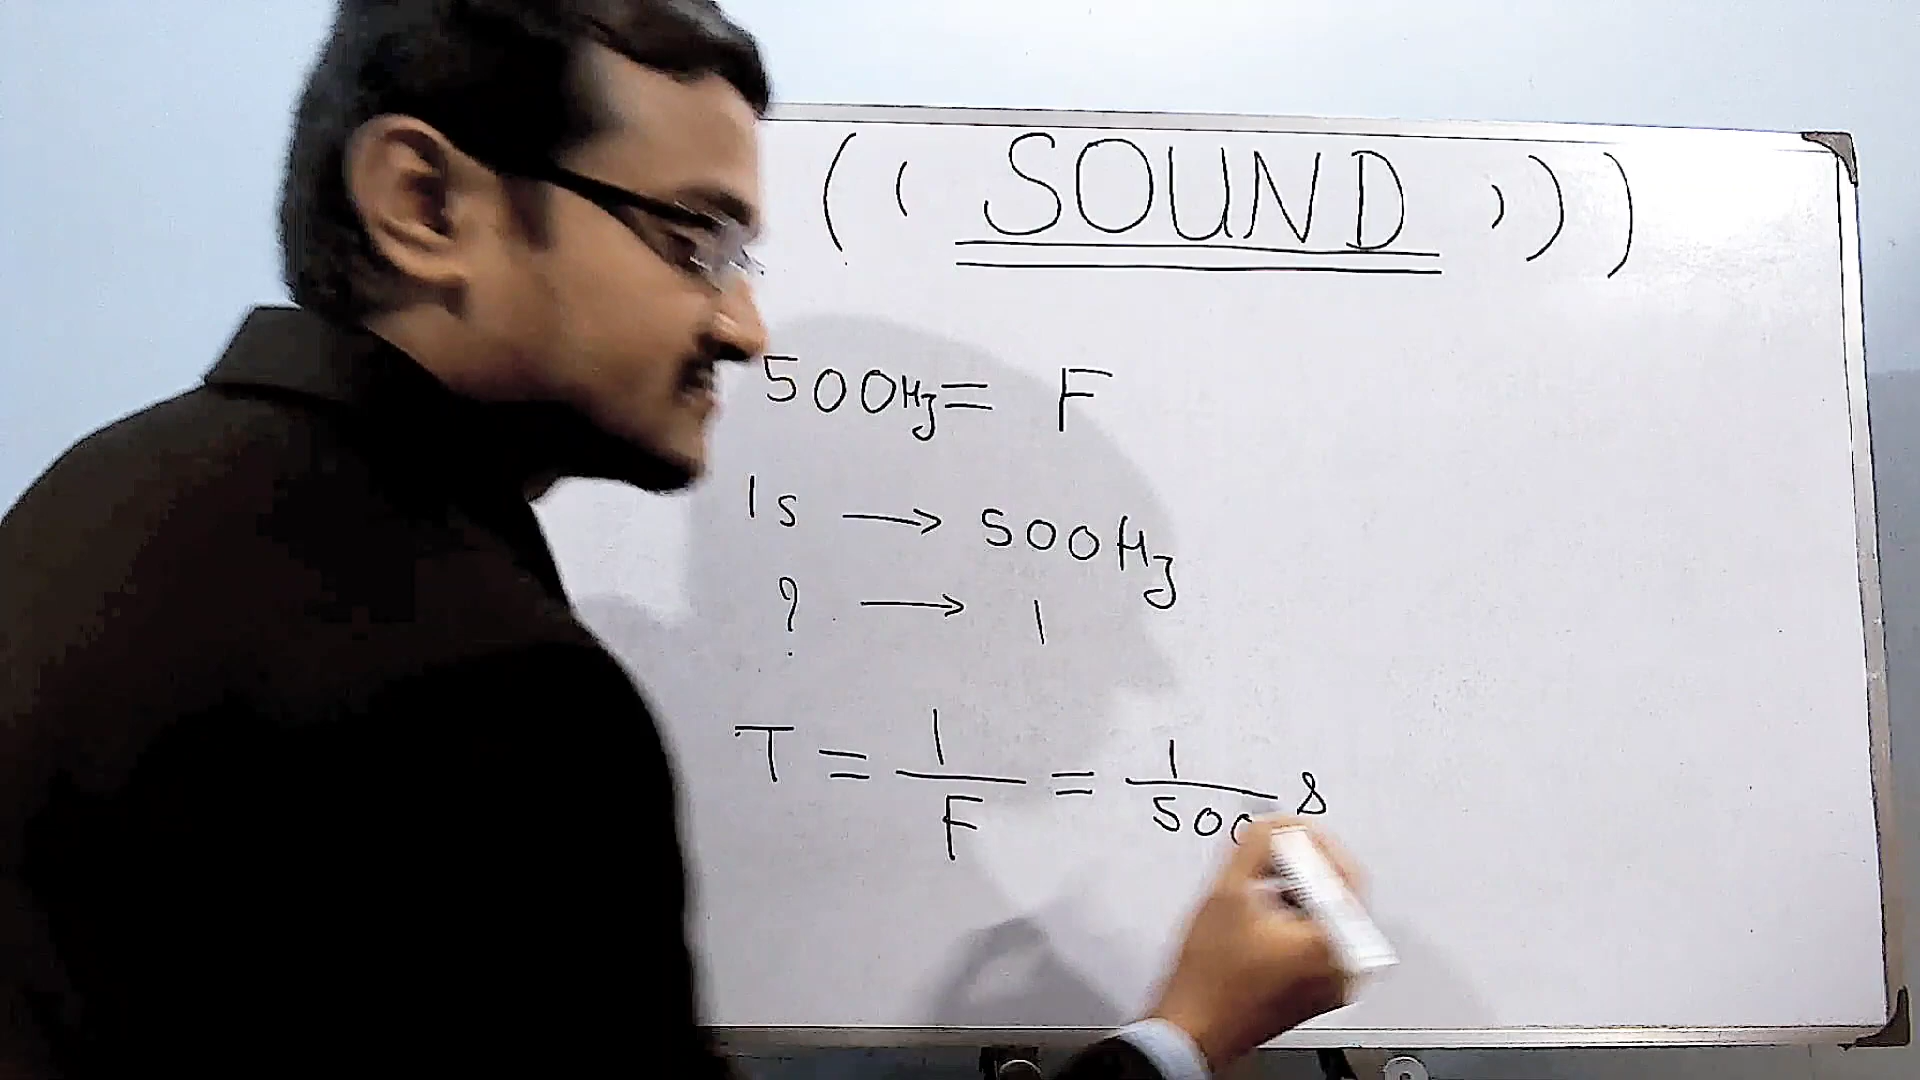 ( ( SOUND ) ) )
500Hz = F
1s → 500Hz
? → 1
T = 1/F = 1/500 s